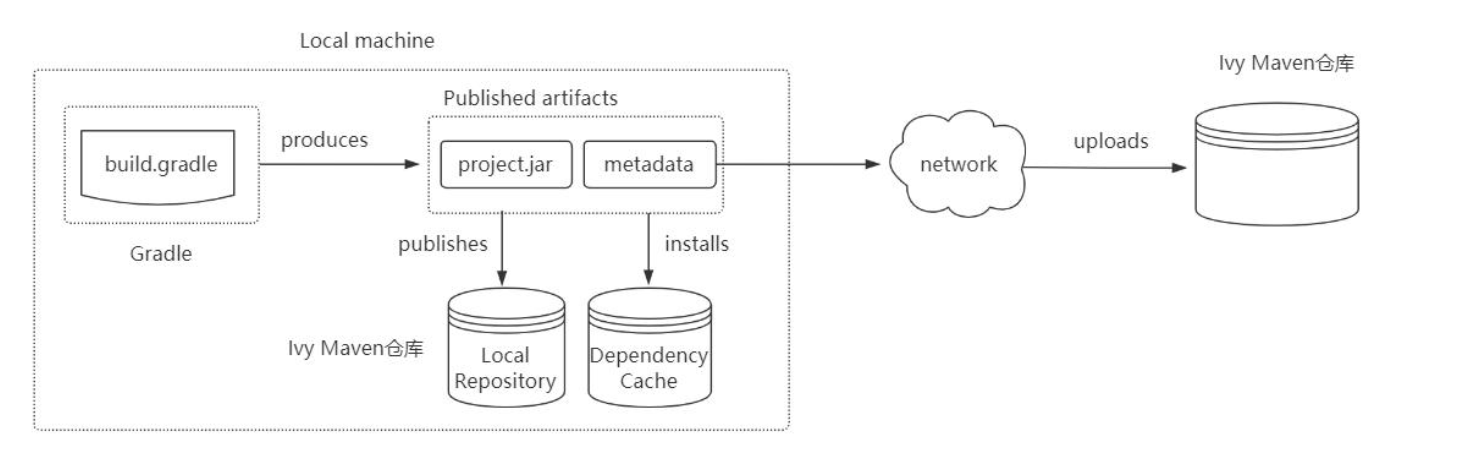 Local machine
Ivy Maven仓库
Published artifacts
produces
build.gradle
project.jar
metadata
network
uploads
Gradle
publishes
installs
Ivy Maven仓库
Local
Repository
Dependency
Cache